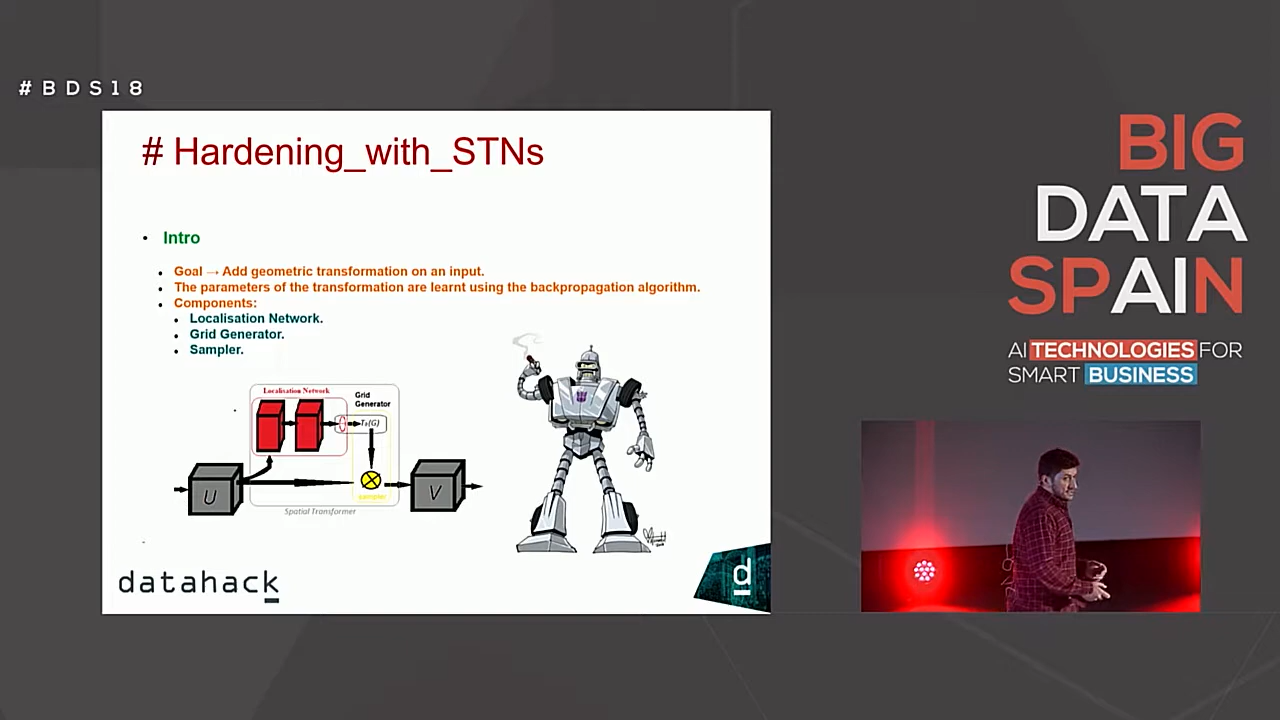 #BDS18
# Hardening_with_STNs
Intro
Goal → Add geometric transformation on an input.
The parameters of the transformation are learnt using the backpropagation algorithm.
Components:
Localisation Network.
Grid Generator.
Sampler.
Localisation Network
Grid
Generator
U
V
sampler
Spatial Transformer
datahack
d
BIG
DATA
SPAIN
AI TECHNOLOGIES FOR
SMART BUSINESS